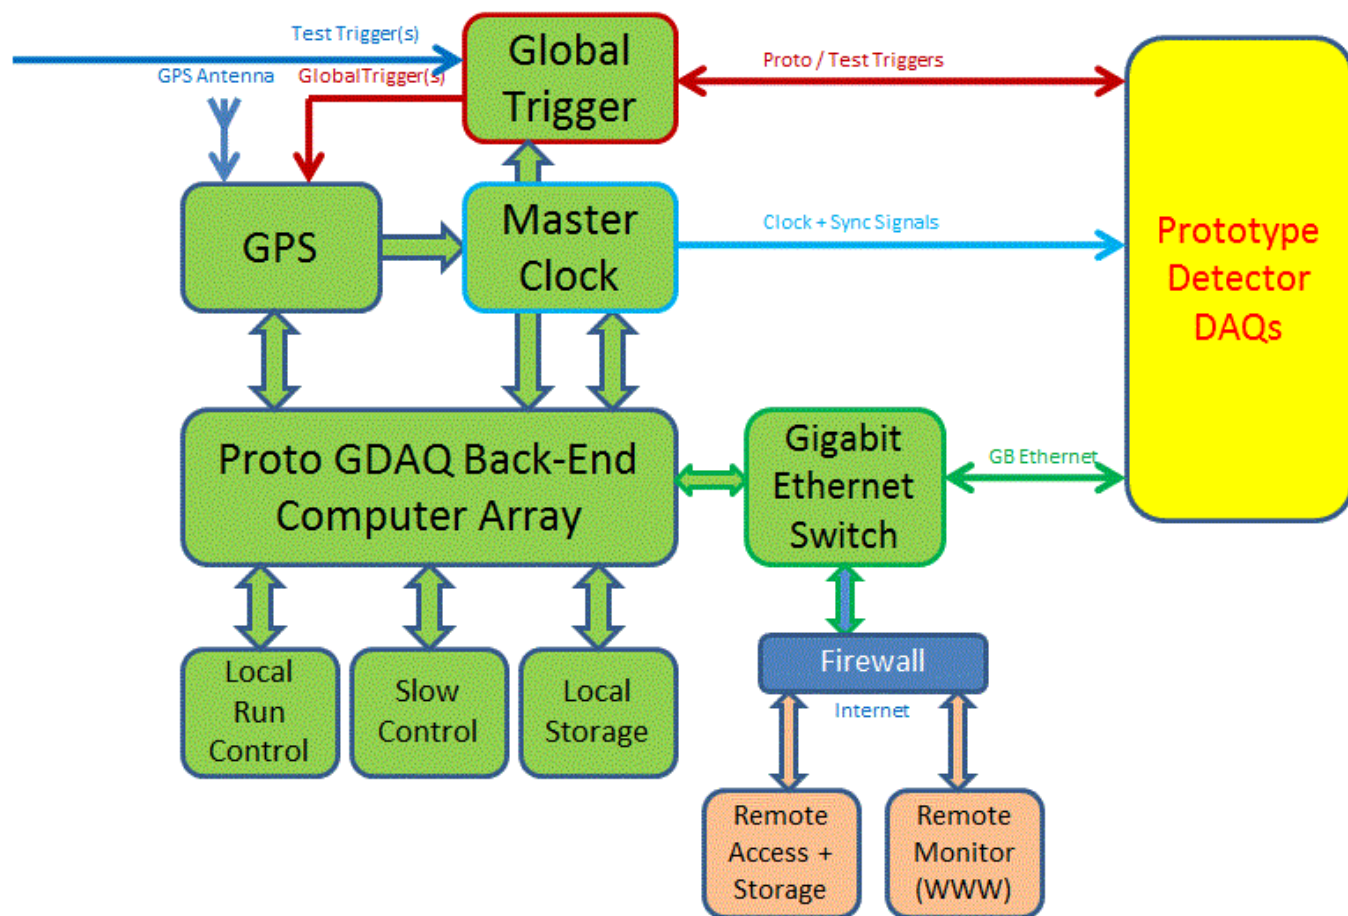 Test Trigger(s)
Global
Trigger
Proto / Test Triggers
GPS Antenna
GlobalTrigger(s)
GPS
Master
Clock
Clock + Sync Signals
Prototype
Detector
DAQs
Proto GDAQ Back-End
Computer Array
Gigabit
Ethernet
Switch
GB Ethernet
Local
Run
Control
Slow
Control
Local
Storage
Firewall
Internet
Remote
Access +
Storage
Remote
Monitor
(WWW)